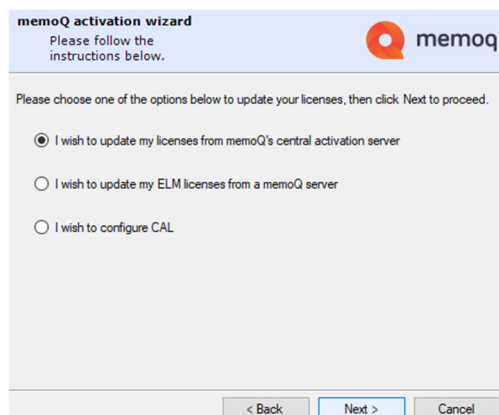 memoQ activation wizard
Please follow the
instructions below.
memoq
Please choose one of the options below to update your licenses, then click Next to proceed.
I wish to update my licenses from memoQ's central activation server
I wish to update my ELM licenses from a memoQ server
I wish to configure CAL
< Back
Next >
Cancel